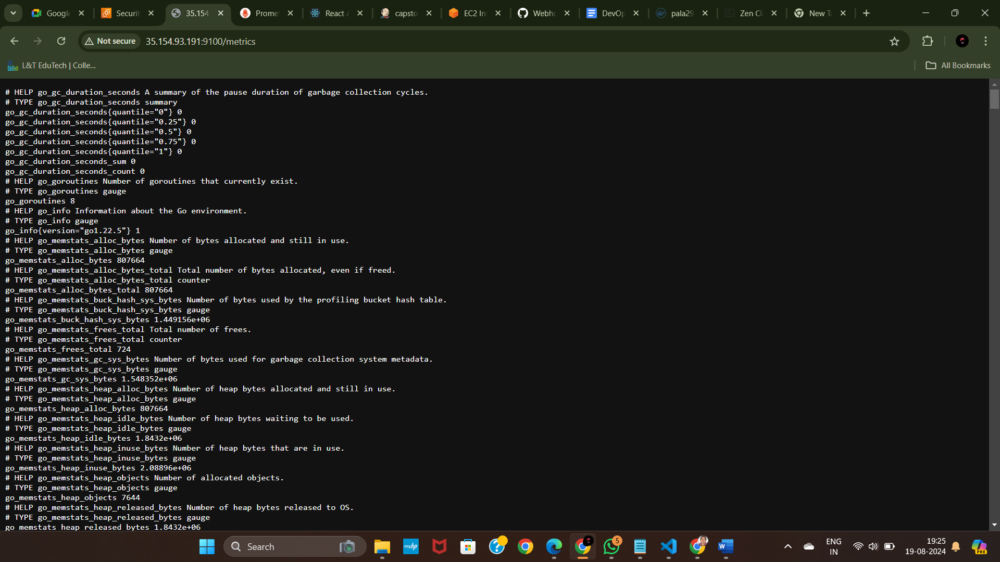 Google
Securit
35.154.
Prome
React
capsto
EC2 In
Webho
DevOp
pala29
Zen Cl
New Ta
Not secure
35.154.93.191:9100/metrics
L&T EduTech | Colle...
All Bookmarks
# HELP go_gc_duration_seconds A summary of the pause duration of garbage collection cycles.
# TYPE go_gc_duration_seconds summary
go_gc_duration_seconds{quantile="0"} 0
go_gc_duration_seconds{quantile="0.25"} 0
go_gc_duration_seconds{quantile="0.5"} 0
go_gc_duration_seconds{quantile="0.75"} 0
go_gc_duration_seconds{quantile="1"} 0
go_gc_duration_seconds_sum 0
go_gc_duration_seconds_count 0
# HELP go_goroutines Number of goroutines that currently exist.
# TYPE go_goroutines gauge
go_goroutines 8
# HELP go_info Information about the Go environment.
# TYPE go_info gauge
go_info{version="go1.22.5"} 1
# HELP go_memstats_alloc_bytes Number of bytes allocated and still in use.
# TYPE go_memstats_alloc_bytes gauge
go_memstats_alloc_bytes 807664
# HELP go_memstats_alloc_bytes_total Total number of bytes allocated, even if freed.
# TYPE go_memstats_alloc_bytes_total counter
go_memstats_alloc_bytes_total 807664
# HELP go_memstats_buck_hash_sys_bytes Number of bytes used by the profiling bucket hash table.
# TYPE go_memstats_buck_hash_sys_bytes gauge
go_memstats_buck_hash_sys_bytes 1.449156e+06
# HELP go_memstats_frees_total Total number of frees.
# TYPE go_memstats_frees_total counter
go_memstats_frees_total 724
# HELP go_memstats_gc_sys_bytes Number of bytes used for garbage collection system metadata.
# TYPE go_memstats_gc_sys_bytes gauge
go_memstats_gc_sys_bytes 1.548352e+06
# HELP go_memstats_heap_alloc_bytes Number of heap bytes allocated and still in use.
# TYPE go_memstats_heap_alloc_bytes gauge
go_memstats_heap_alloc_bytes 807664
# HELP go_memstats_heap_idle_bytes Number of heap bytes waiting to be used.
# TYPE go_memstats_heap_idle_bytes gauge
go_memstats_heap_idle_bytes 1.8432e+06
# HELP go_memstats_heap_inuse_bytes Number of heap bytes that are in use.
# TYPE go_memstats_heap_inuse_bytes gauge
go_memstats_heap_inuse_bytes 2.08896e+06
# HELP go_memstats_heap_objects Number of allocated objects.
# TYPE go_memstats_heap_objects gauge
go_memstats_heap_objects 7644
# HELP go_memstats_heap_released_bytes Number of heap bytes released to OS.
# TYPE go_memstats_heap_released_bytes gauge
go_memstats_heap_released_bytes 1.8432e+06
Search
myhp
5
W
PRE
ENG
IN
19:25
19-08-2024